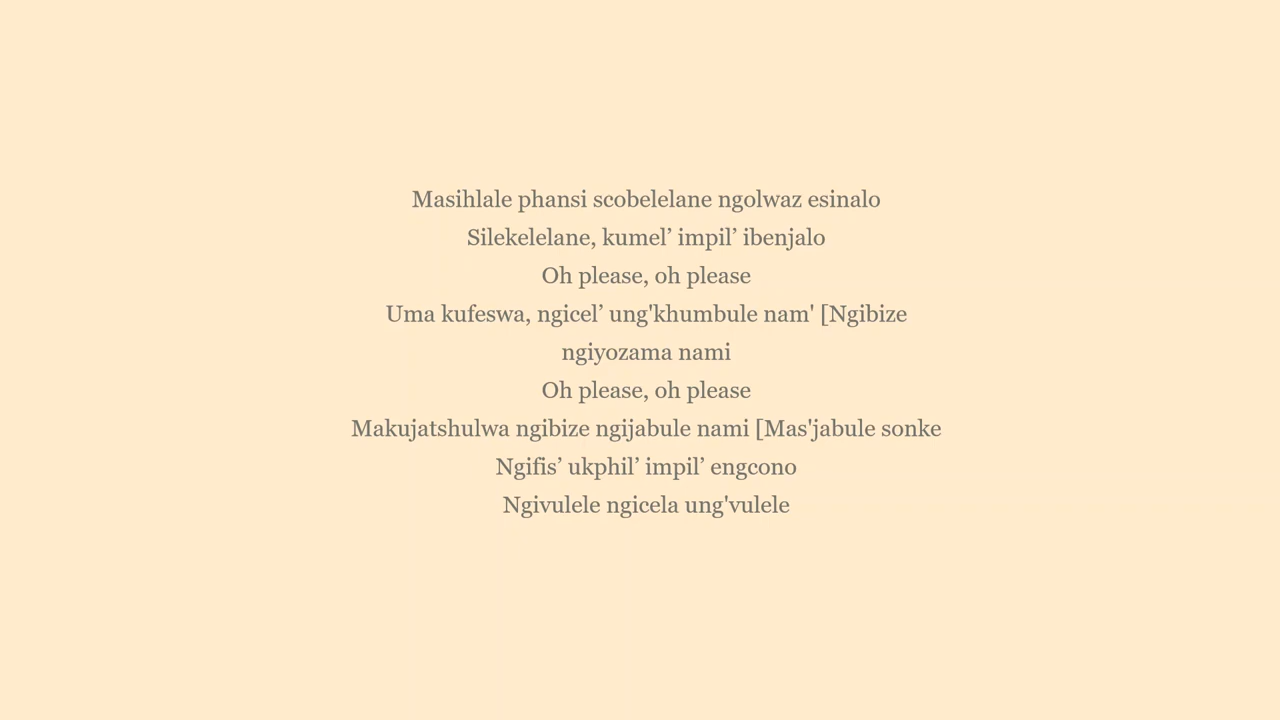 Masihlale phansi scobelelane ngolwaz esinalo
Silekelelane, kumel’ impil’ ibenjalo
Oh please, oh please
Uma kufeswa, ngicel’ ung'khumbule nam' [Ngibize
ngiyozama nami
Oh please, oh please
Makujatshulwa ngibize ngijabule nami [Mas'jabule sonke
Ngifis’ ukphil’ impil’ engcono
Ngivulele ngicela ung'vulele